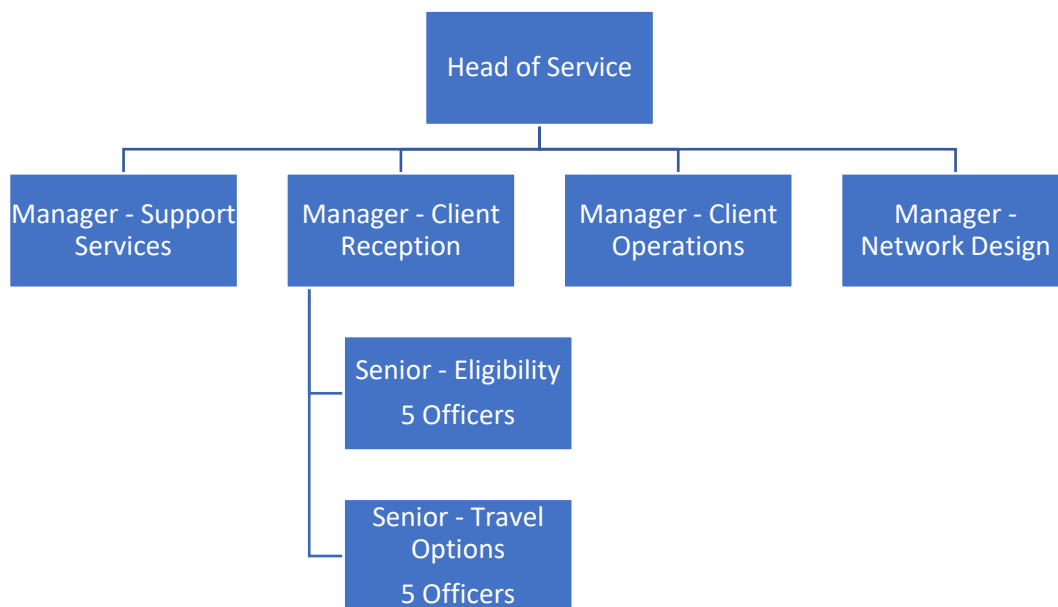 Head of Service
Manager - Support
Services
Manager - Client
Reception
Manager - Client
Operations
Manager -
Network Design
Senior - Eligibility
5 Officers
Senior - Travel
Options
5 Officers